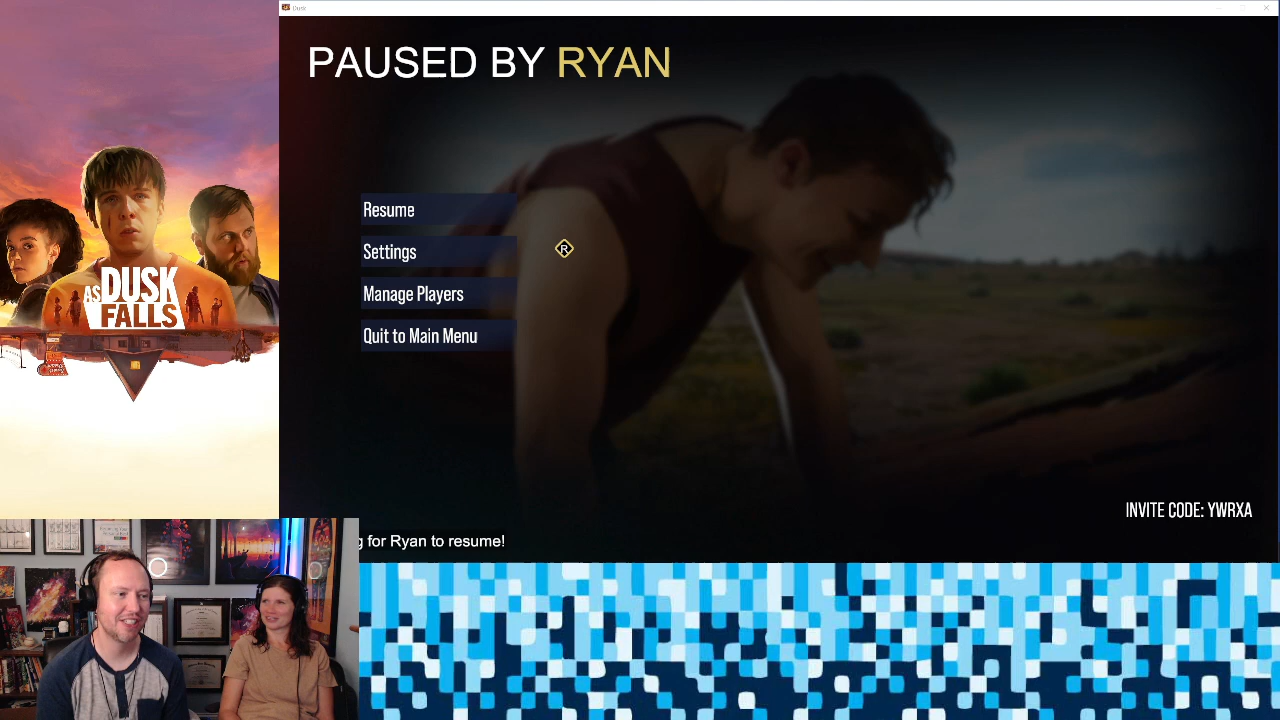 Dusk
PAUSED BY RYAN
Resume
Settings
R
Manage Players
Quit to Main Menu
AS DUSK
FALLS
INVITE CODE: YWRXA
g for Ryan to resume!